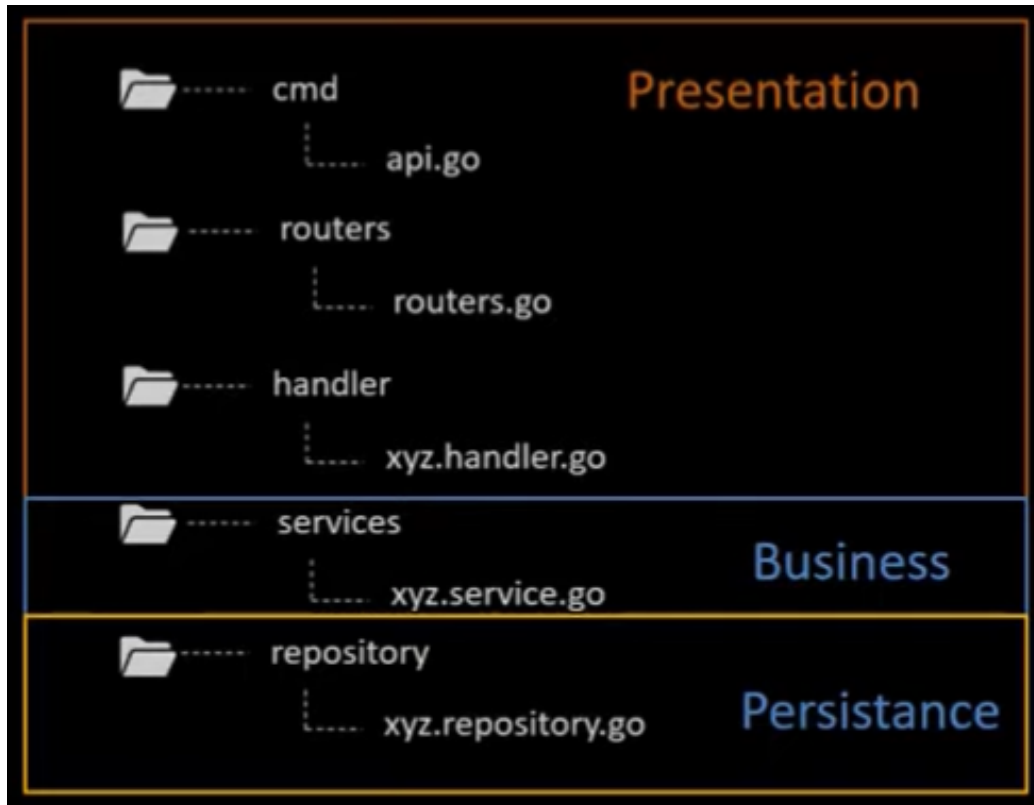 cmd
Presentation
api.go
routers
routers.go
handler
xyz.handler.go
services
Business
xyz.service.go
repository
Persistance
xyz.repository.go